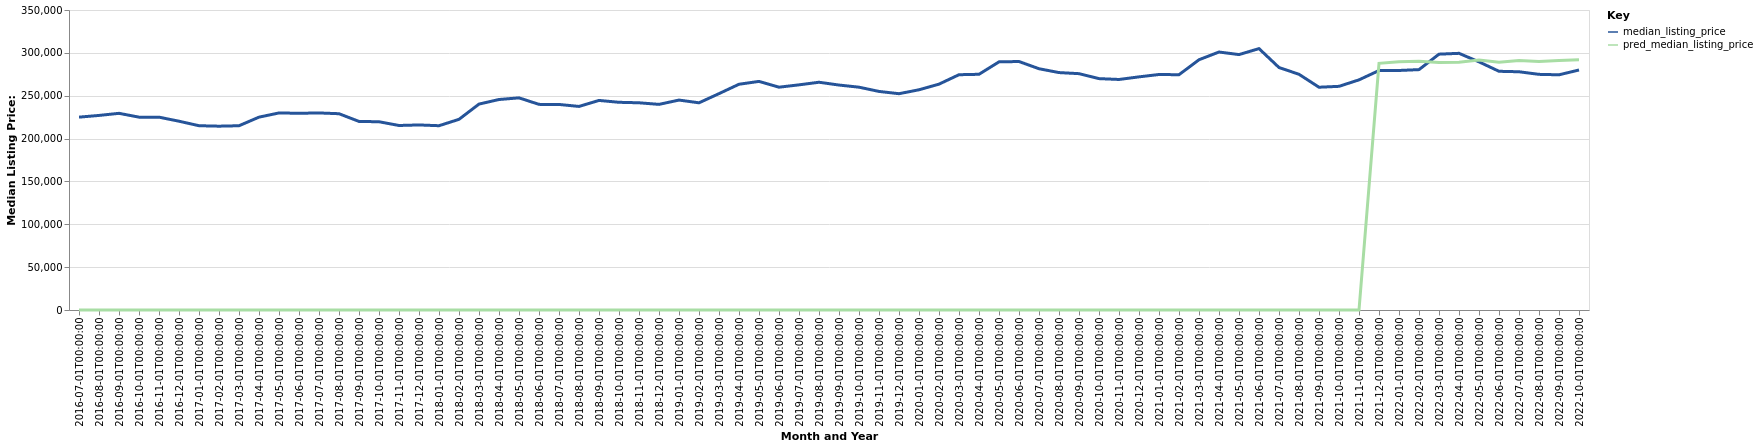 350,000
300,000
250,000
200,000
150,000
100,000
50,000
0
Median Listing Price:
2016-07-01T00:00:00
2016-08-01T00:00:00
2016-09-01T00:00:00
2016-10-01T00:00:00
2016-11-01T00:00:00
2016-12-01T00:00:00
2017-01-01T00:00:00
2017-02-01T00:00:00
2017-03-01T00:00:00
2017-04-01T00:00:00
2017-05-01T00:00:00
2017-06-01T00:00:00
2017-07-01T00:00:00
2017-08-01T00:00:00
2017-09-01T00:00:00
2017-10-01T00:00:00
2017-11-01T00:00:00
2017-12-01T00:00:00
2018-01-01T00:00:00
2018-02-01T00:00:00
2018-03-01T00:00:00
2018-04-01T00:00:00
2018-05-01T00:00:00
2018-06-01T00:00:00
2018-07-01T00:00:00
2018-08-01T00:00:00
2018-09-01T00:00:00
2018-10-01T00:00:00
2018-11-01T00:00:00
2018-12-01T00:00:00
2019-01-01T00:00:00
2019-02-01T00:00:00
2019-03-01T00:00:00
2019-04-01T00:00:00
2019-05-01T00:00:00
2019-06-01T00:00:00
2019-07-01T00:00:00
2019-08-01T00:00:00
2019-09-01T00:00:00
2019-10-01T00:00:00
2019-11-01T00:00:00
2019-12-01T00:00:00
2020-01-01T00:00:00
2020-02-01T00:00:00
2020-03-01T00:00:00
2020-04-01T00:00:00
2020-05-01T00:00:00
2020-06-01T00:00:00
2020-07-01T00:00:00
2020-08-01T00:00:00
2020-09-01T00:00:00
2020-10-01T00:00:00
2020-11-01T00:00:00
2020-12-01T00:00:00
2021-01-01T00:00:00
2021-02-01T00:00:00
2021-03-01T00:00:00
2021-04-01T00:00:00
2021-05-01T00:00:00
2021-06-01T00:00:00
2021-07-01T00:00:00
2021-08-01T00:00:00
2021-09-01T00:00:00
2021-10-01T00:00:00
2021-11-01T00:00:00
2021-12-01T00:00:00
2022-01-01T00:00:00
2022-02-01T00:00:00
2022-03-01T00:00:00
2022-04-01T00:00:00
2022-05-01T00:00:00
2022-06-01T00:00:00
2022-07-01T00:00:00
2022-08-01T00:00:00
2022-09-01T00:00:00
2022-10-01T00:00:00
Month and Year
Key
median_listing_price
pred_median_listing_price